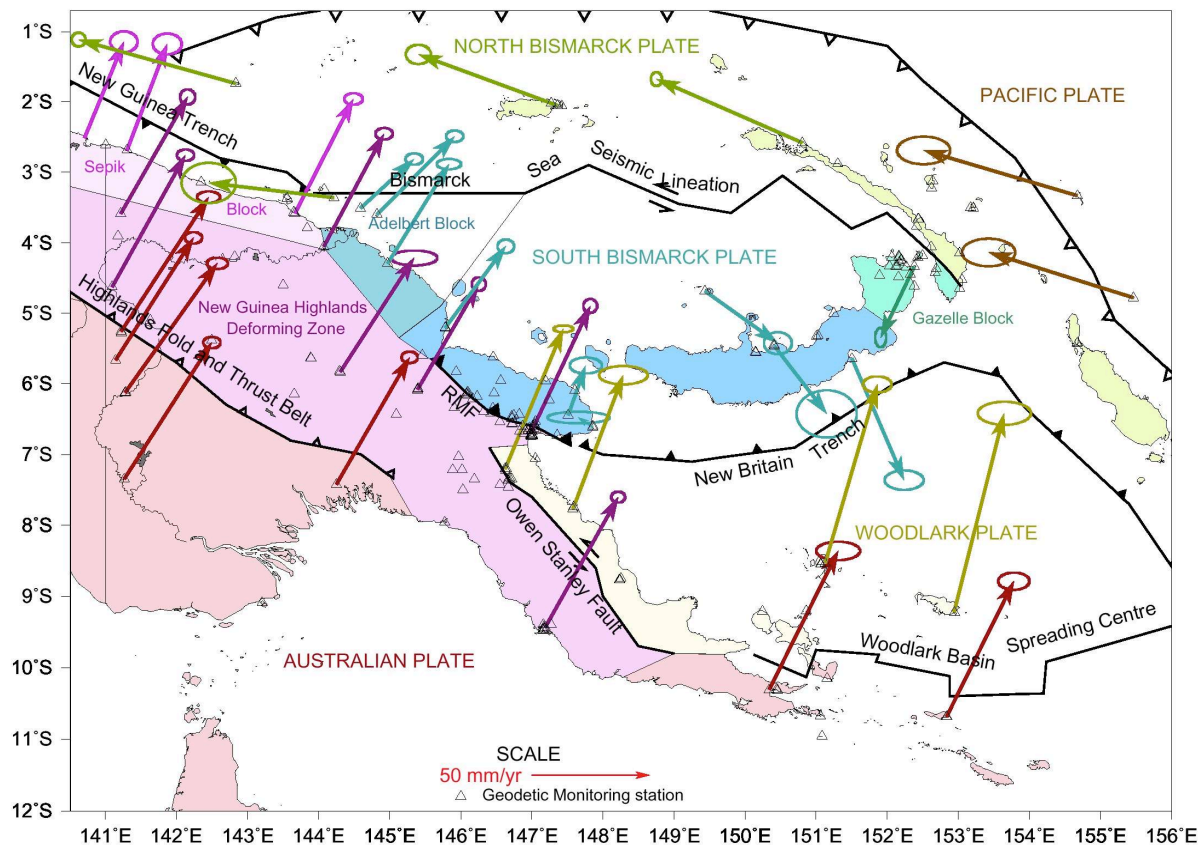 1°S
2°S
3°S
4°S
5°S
6°S
7°S
8°S
9°S
10°S
11°S
12°S
NORTH BISMARCK PLATE
PACIFIC PLATE
New Guinea Trench
Sepik
Block
Bismarck Sea Seismic Lineation
Adelbert Block
SOUTH BISMARCK PLATE
New Guinea Highlands
Deforming Zone
Highlands Fold and Thrust Belt
Gazelle Block
RMF
New Britain Trench
Owen Stanley Fault
WOODLARK PLATE
Woodlark Basin Spreading Centre
AUSTRALIAN PLATE
SCALE
50 mm/yr
Geodetic Monitoring station
141°E 142°E 143°E 144°E 145°E 146°E 147°E 148°E 149°E 150°E 151°E 152°E 153°E 154°E 155°E 156°E